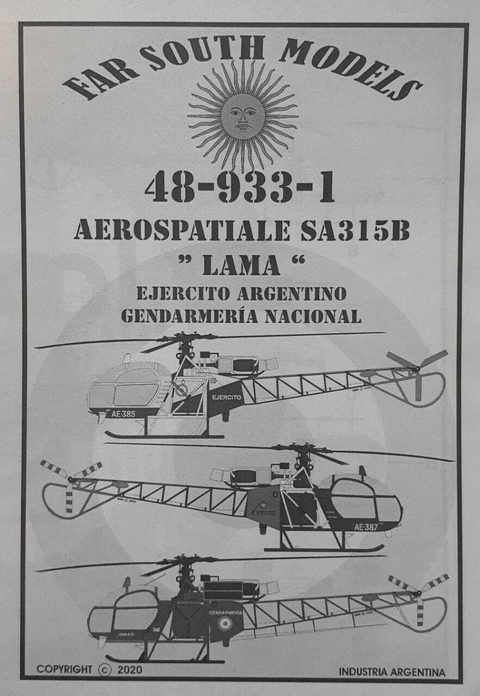 FAR SOUTH MODELS
48-933-1
AEROSPATIALE SA315B
" LAMA "
EJERCITO ARGENTINO
GENDARMERÍA NACIONAL
EJERCITO
AE-385
EJERCITO
AE-387
GENDARMERIA
COPYRIGHT © 2020
INDUSTRIA ARGENTINA